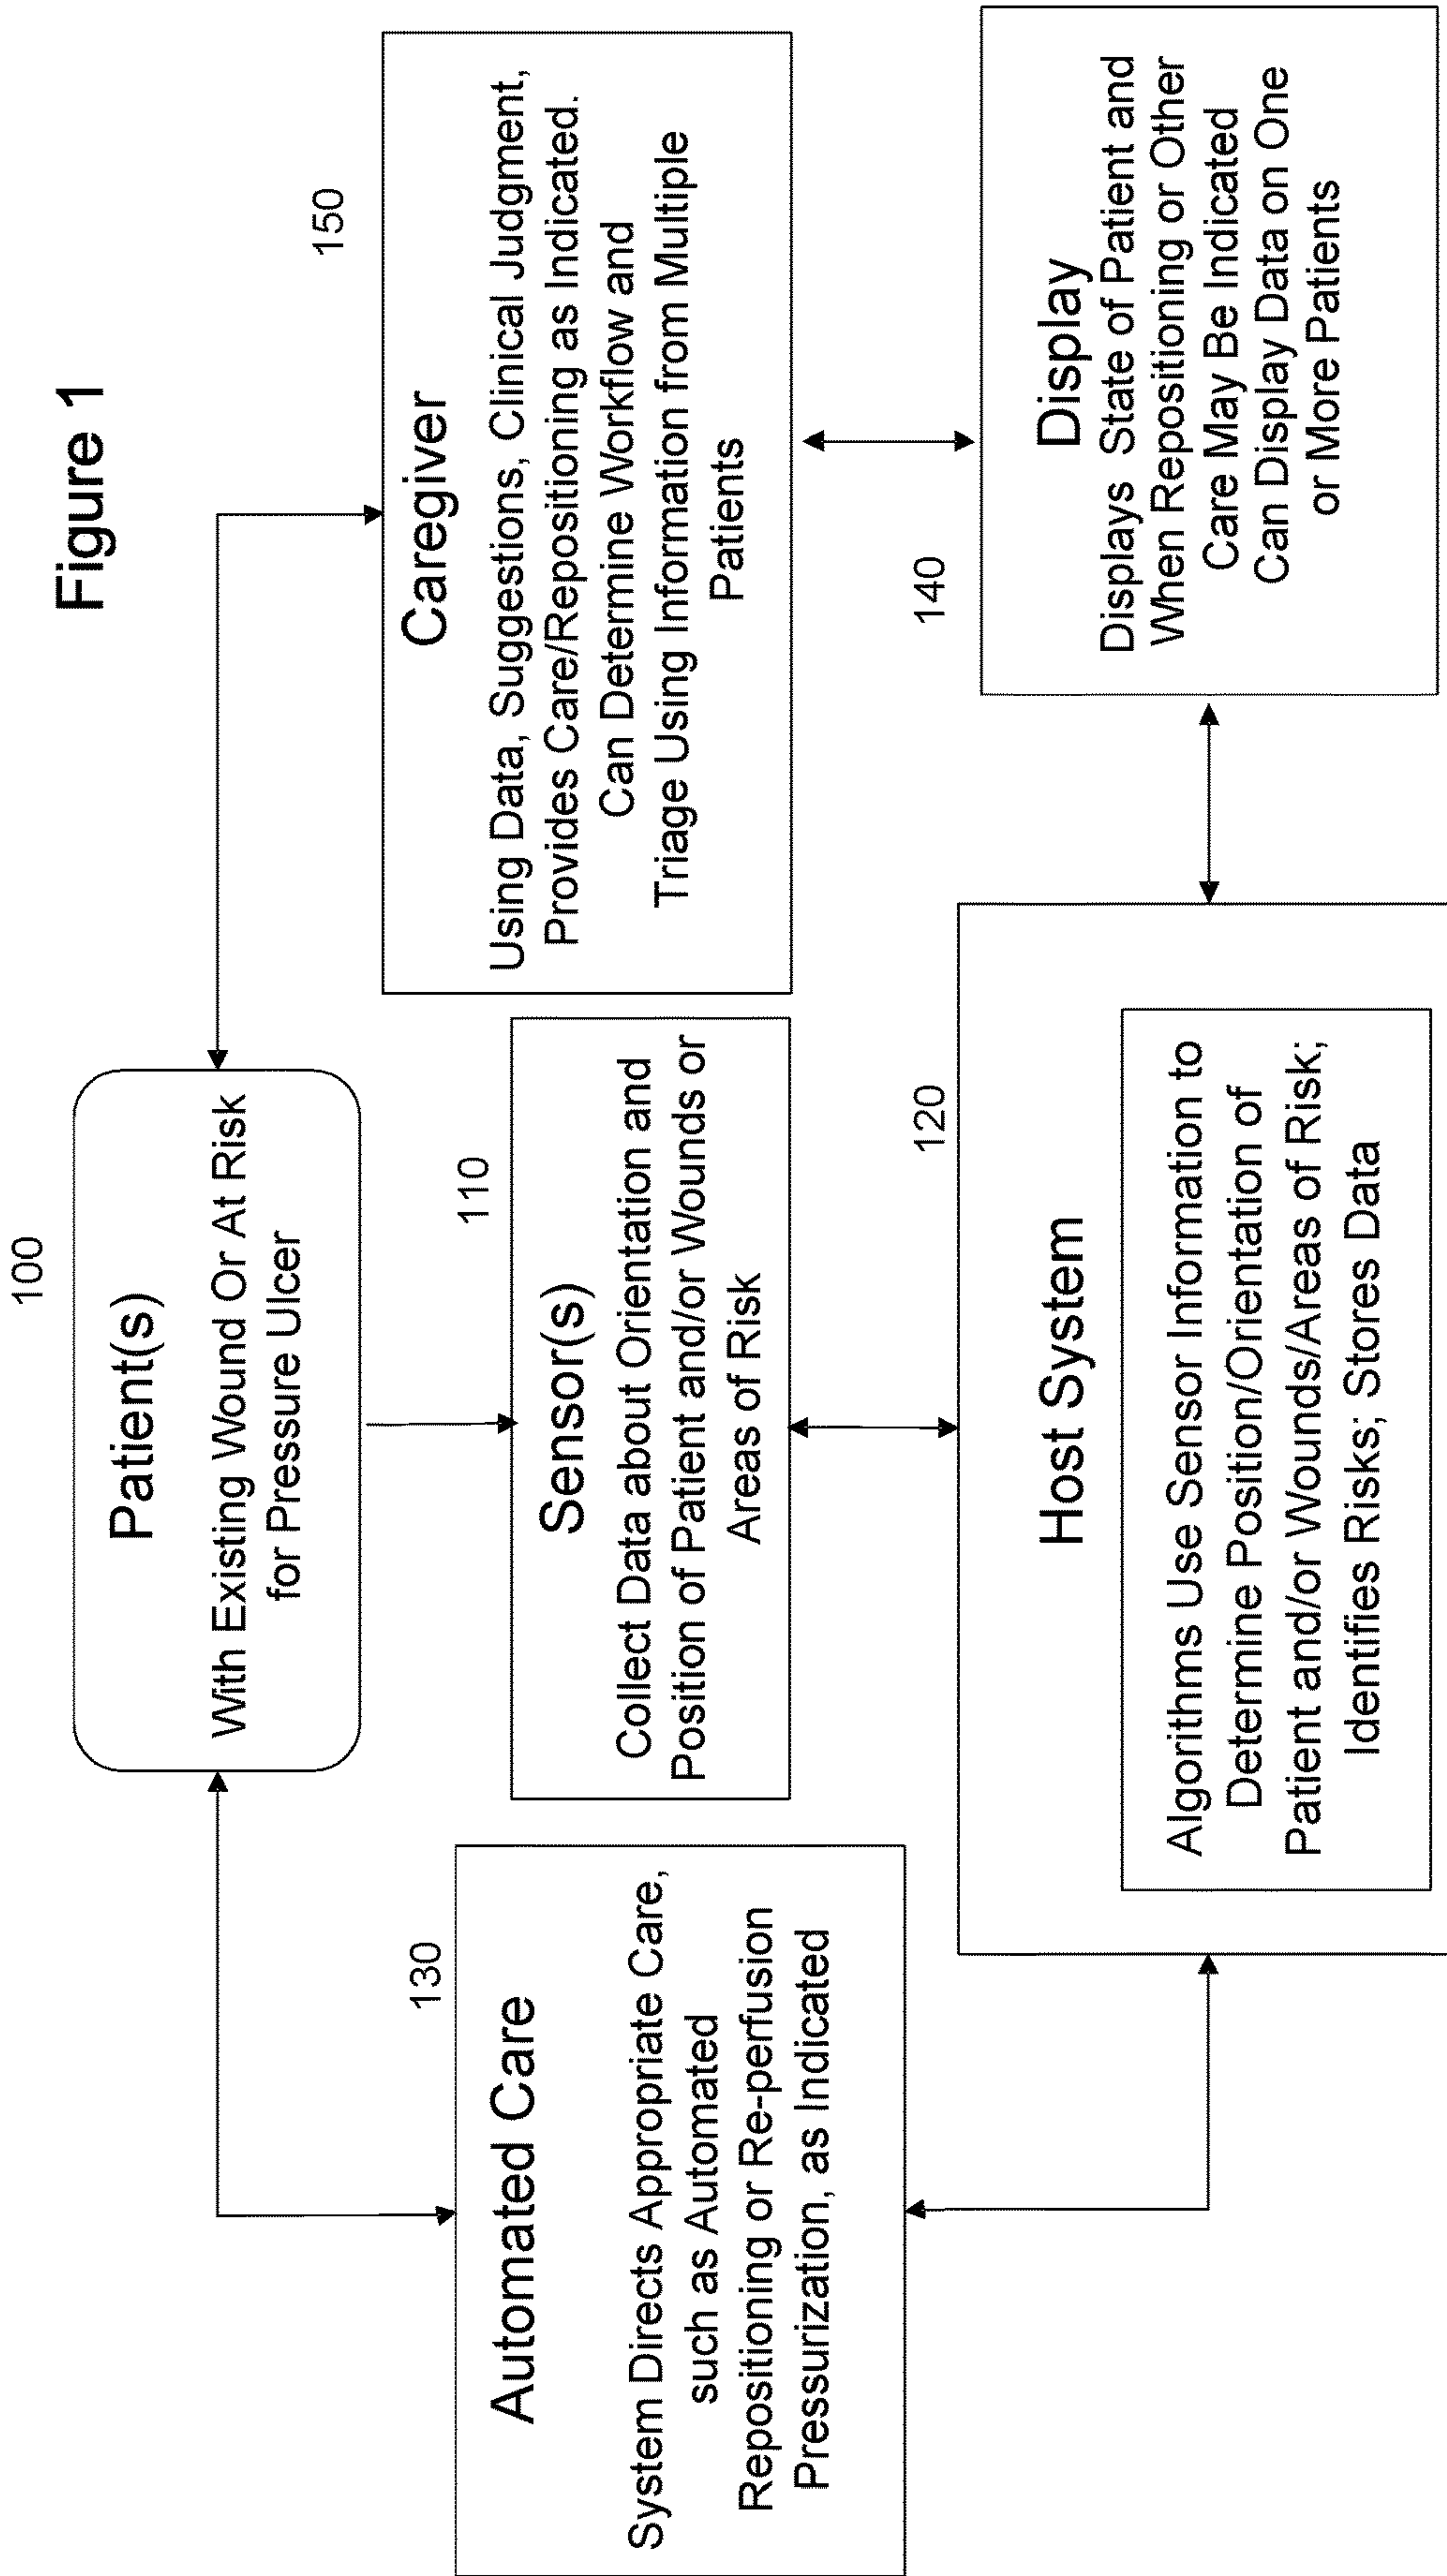 Figure 1
100
Patient(s)
With Existing Wound Or At Risk
for Pressure Ulcer
130
Automated Care
System Directs Appropriate Care,
such as Automated
Repositioning or Re-perfusion
Pressurization, as Indicated
110
Sensor(s)
Collect Data about Orientation and
Position of Patient and/or Wounds or
Areas of Risk
150
Caregiver
Using Data, Suggestions, Clinical Judgment,
Provides Care/Repositioning as Indicated.
Can Determine Workflow and
Triage Using Information from Multiple
Patients
120
Host System
Algorithms Use Sensor Information to
Determine Position/Orientation of
Patient and/or Wounds/Areas of Risk;
Identifies Risks; Stores Data
140
Display
Displays State of Patient and
When Repositioning or Other
Care May Be Indicated
Can Display Data on One
or More Patients